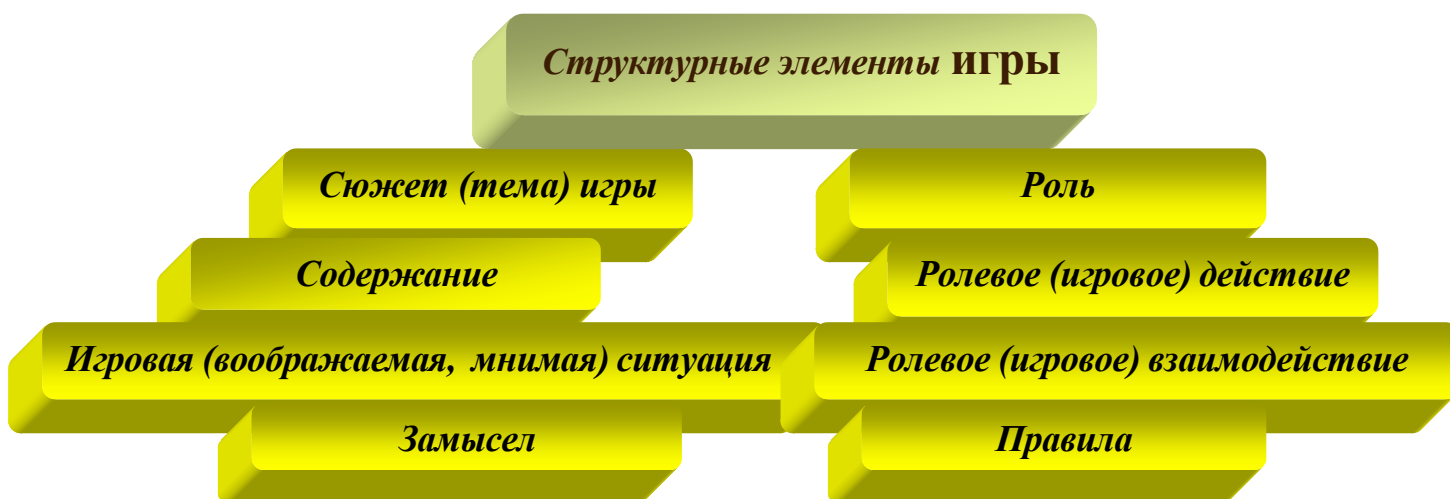 Структурные элементы игры
Сюжет (тема) игры
Роль
Содержание
Ролевое (игровое) действие
Игровая (воображаемая, мнимая) ситуация
Ролевое (игровое) взаимодействие
Замысел
Правила